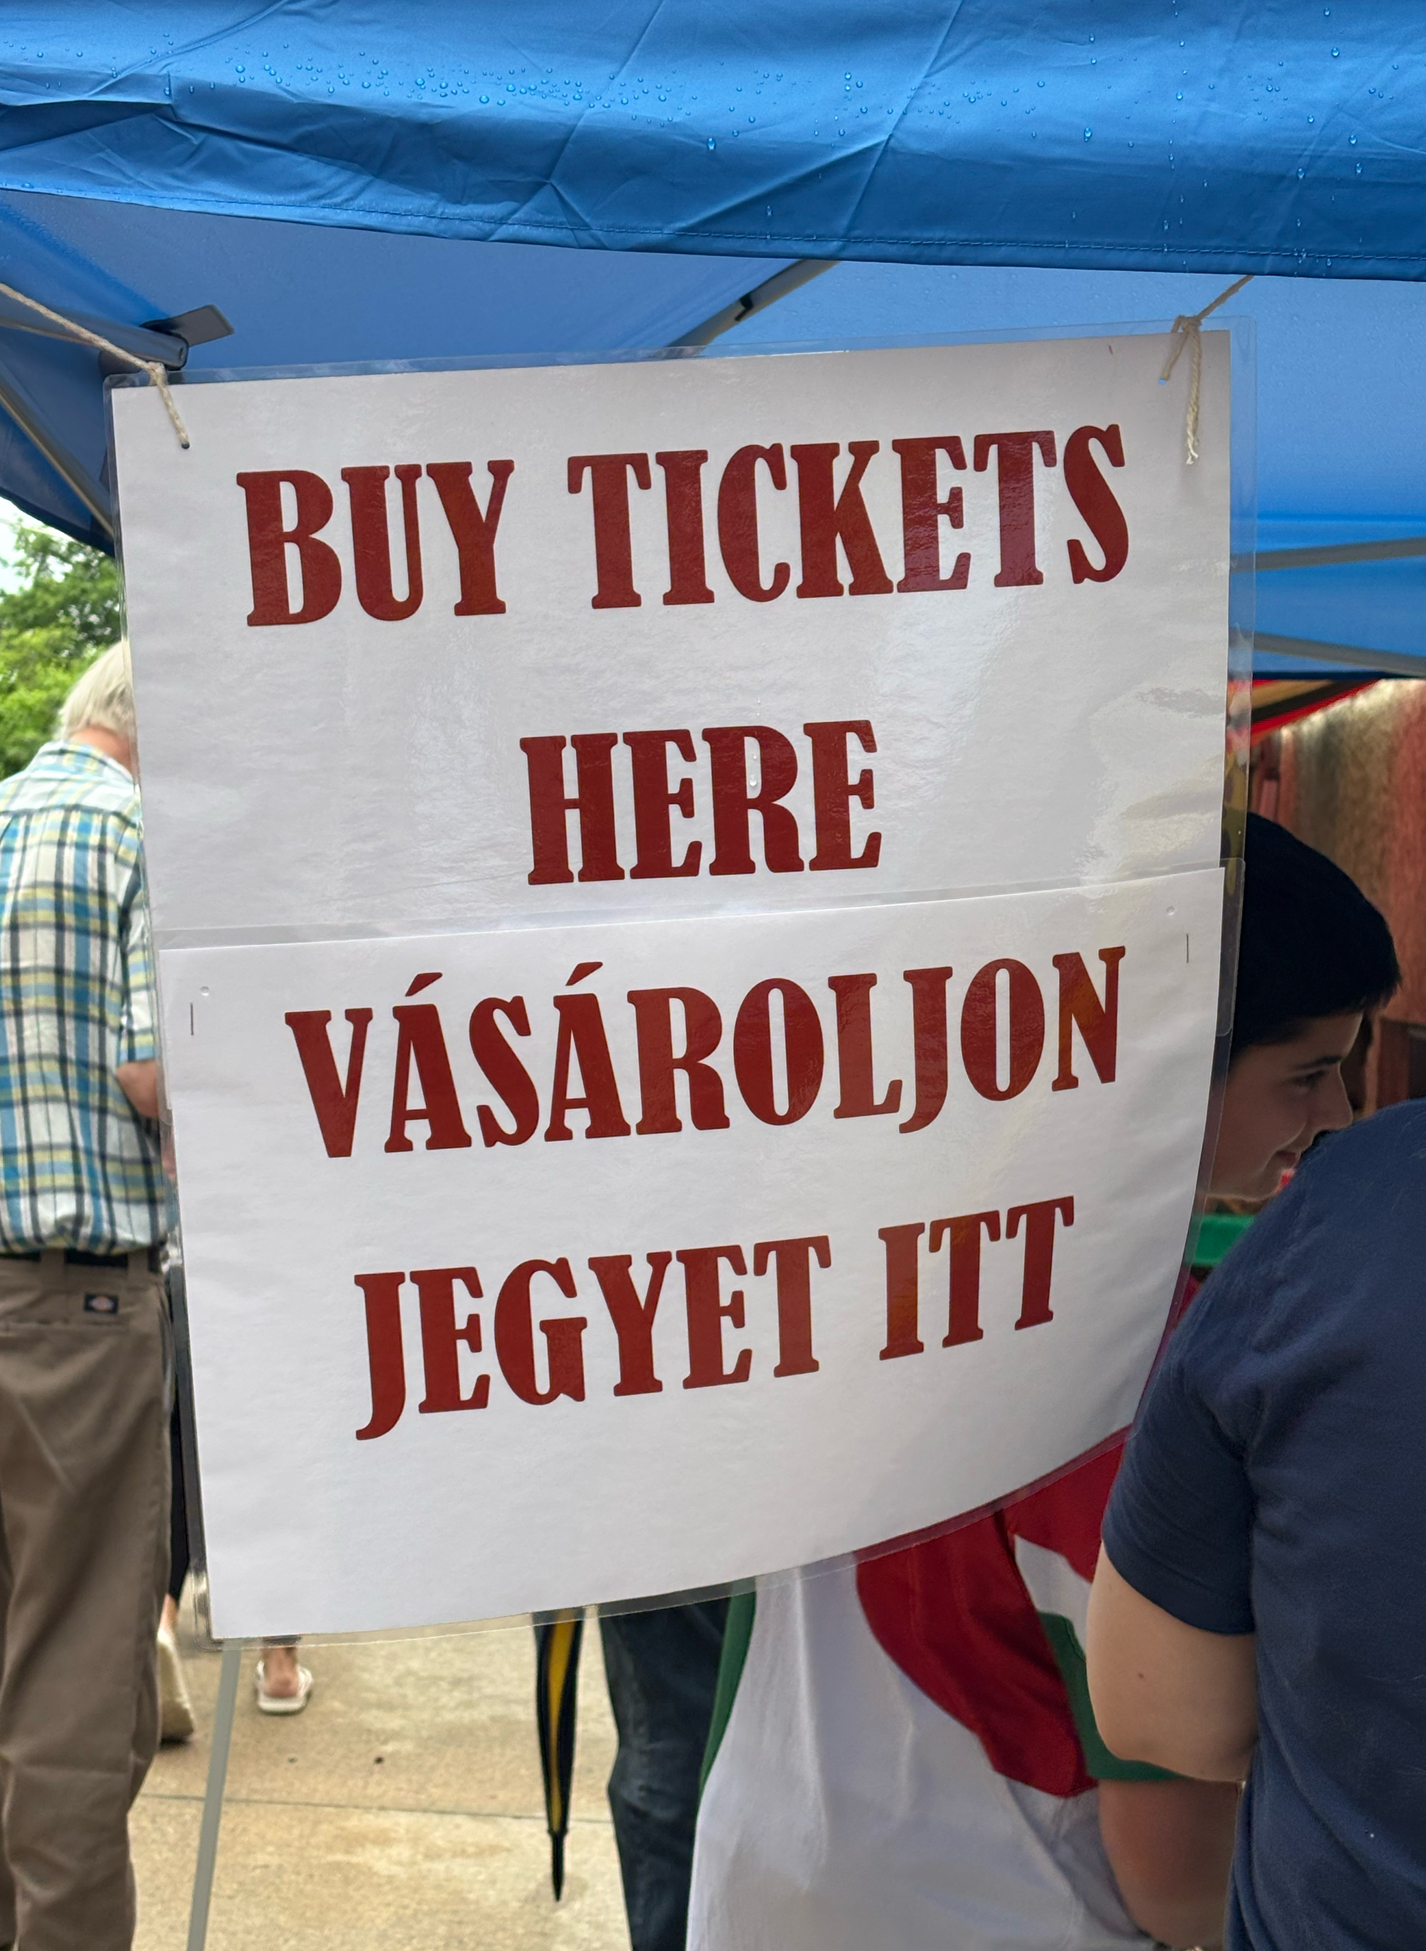 BUY TICKETS
HERE
VÁSÁROLJON
JEGYET ITT